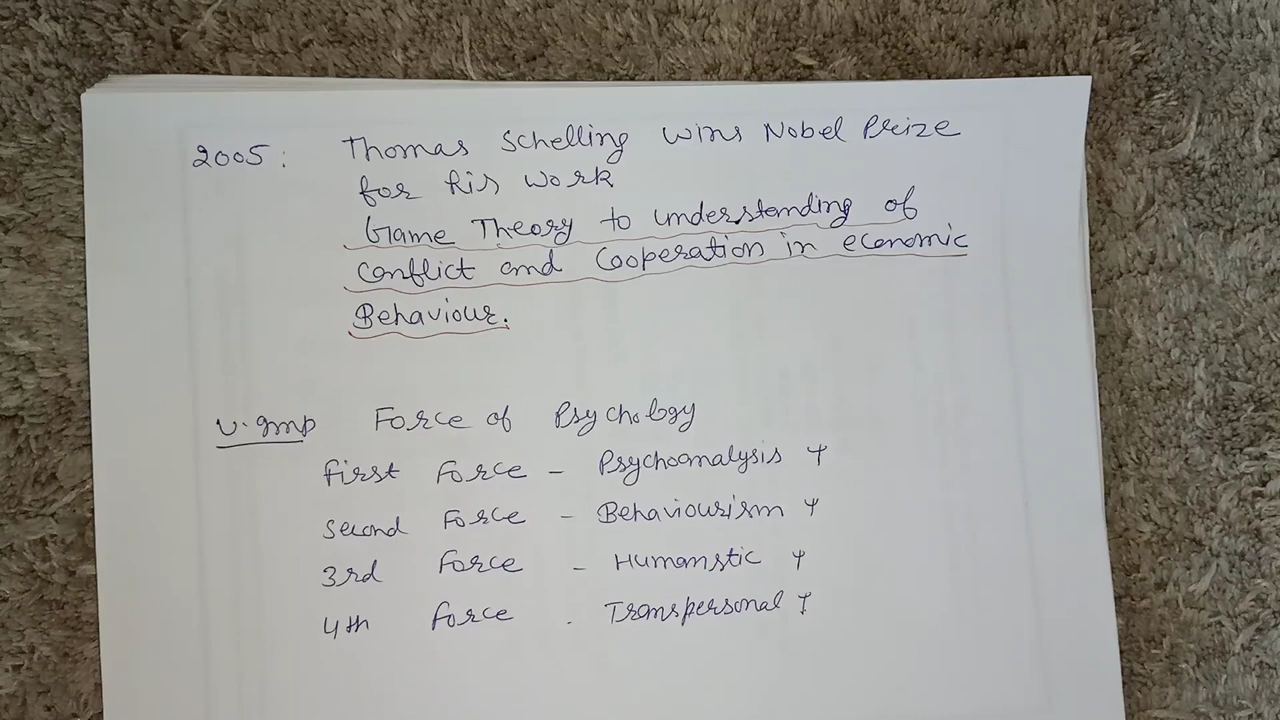 2005: Thomas Schelling wins Nobel Prize
for his work
Game Theory to understanding of
conflict and Cooperation in economic
Behaviour.
V. Imp Force of Psychology
first Force - Psychoanalysis Ψ
second Force - Behaviourism Ψ
3rd Force - Humanstic Ψ
4th force . Transpersonal Ψ